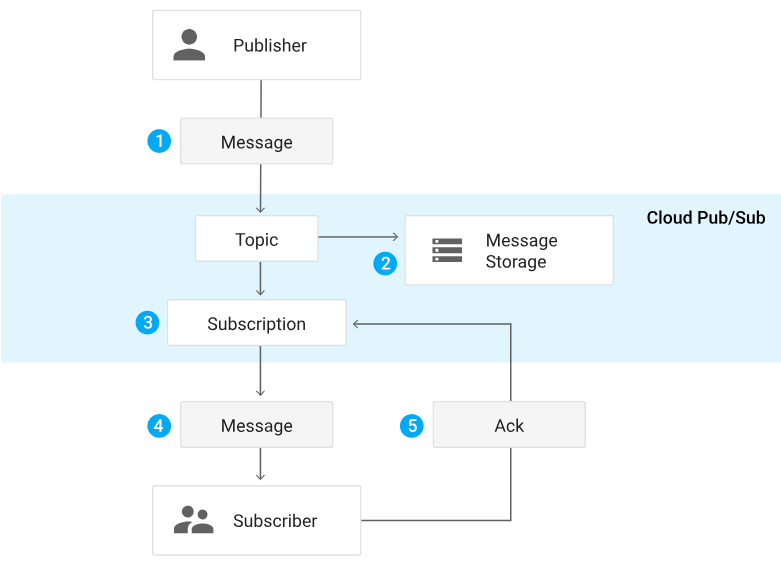 Publisher
1
Message
Cloud Pub/Sub
Topic
2
Message
Storage
3
Subscription
4
Message
5
Ack
Subscriber